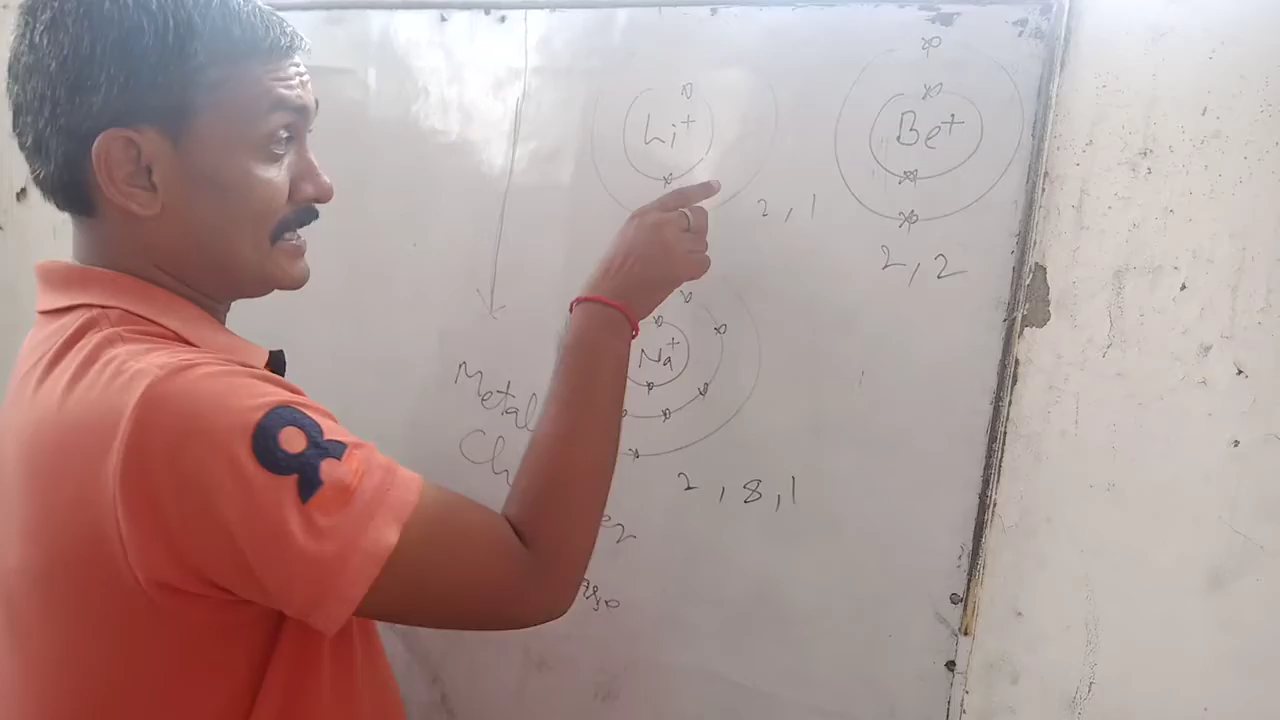 Li+
Be+
2, 1
2, 2
Na+
Metal
Ch
2, 8, 1